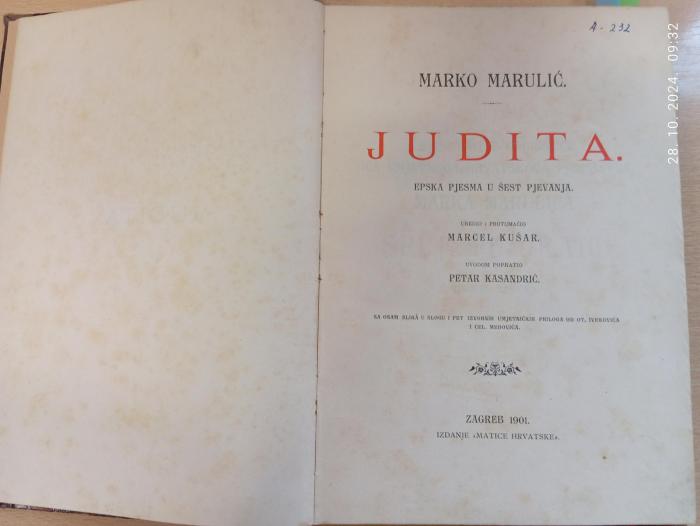 A - 232
MARKO MARULIĆ.
JUDITA.
EPSKA PJESMA U ŠEST PJEVANJA.
UREDIO I PROTUMAČIO
MARCEL KUŠAR.
UVODOM POPRATIO
PETAR KASANDRIĆ.
SA OSAM SLIKÂ U SLOGU I PET IZVORNIH UMJETNIČKIH PRILOGA OD OT. IVEKOVIĆA
I CEL. MEDOVIĆA.
ZAGREB 1901.
IZDANJE »MATICE HRVATSKE«.
28. 10. 2024. 09:32